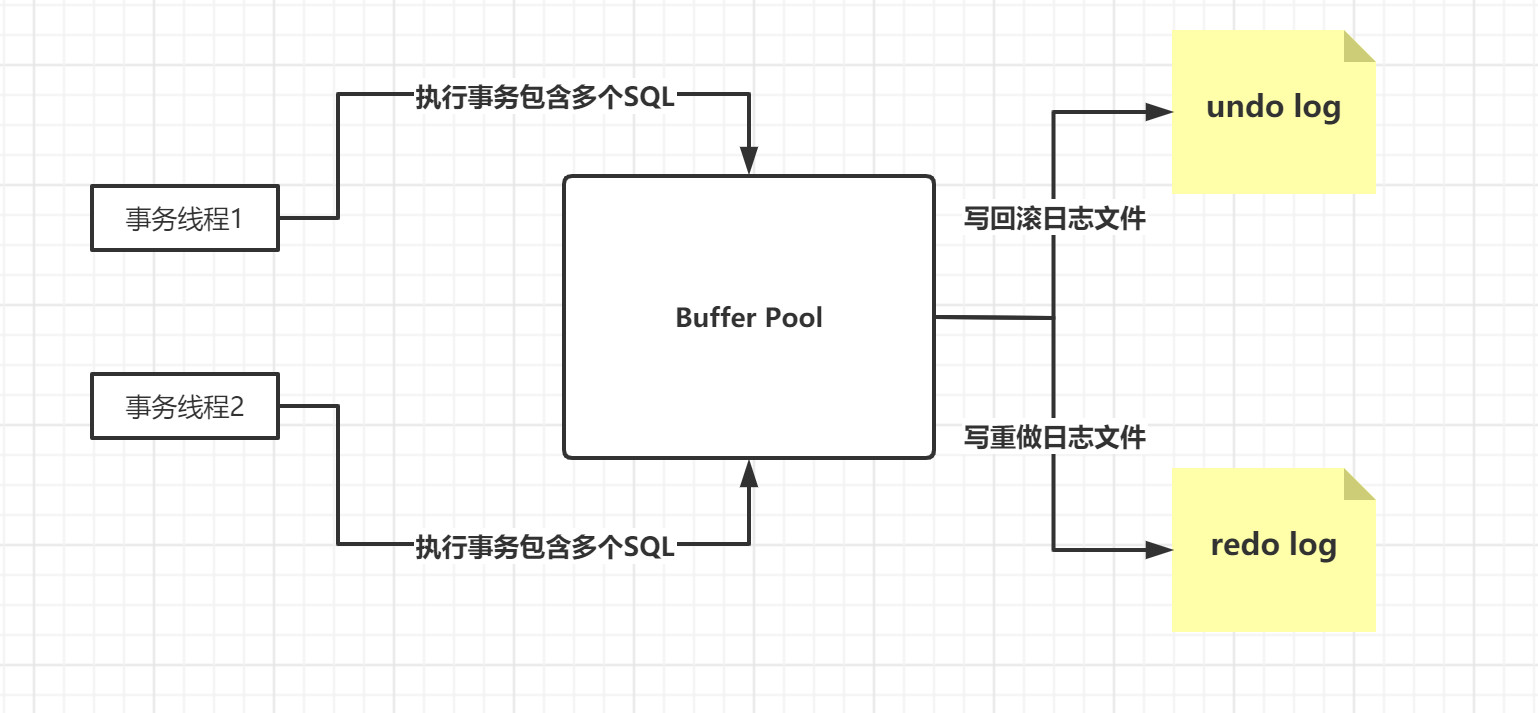 执行事务包含多个SQL
undo log
事务线程1
写回滚日志文件
Buffer Pool
事务线程2
写重做日志文件
执行事务包含多个SQL
redo log